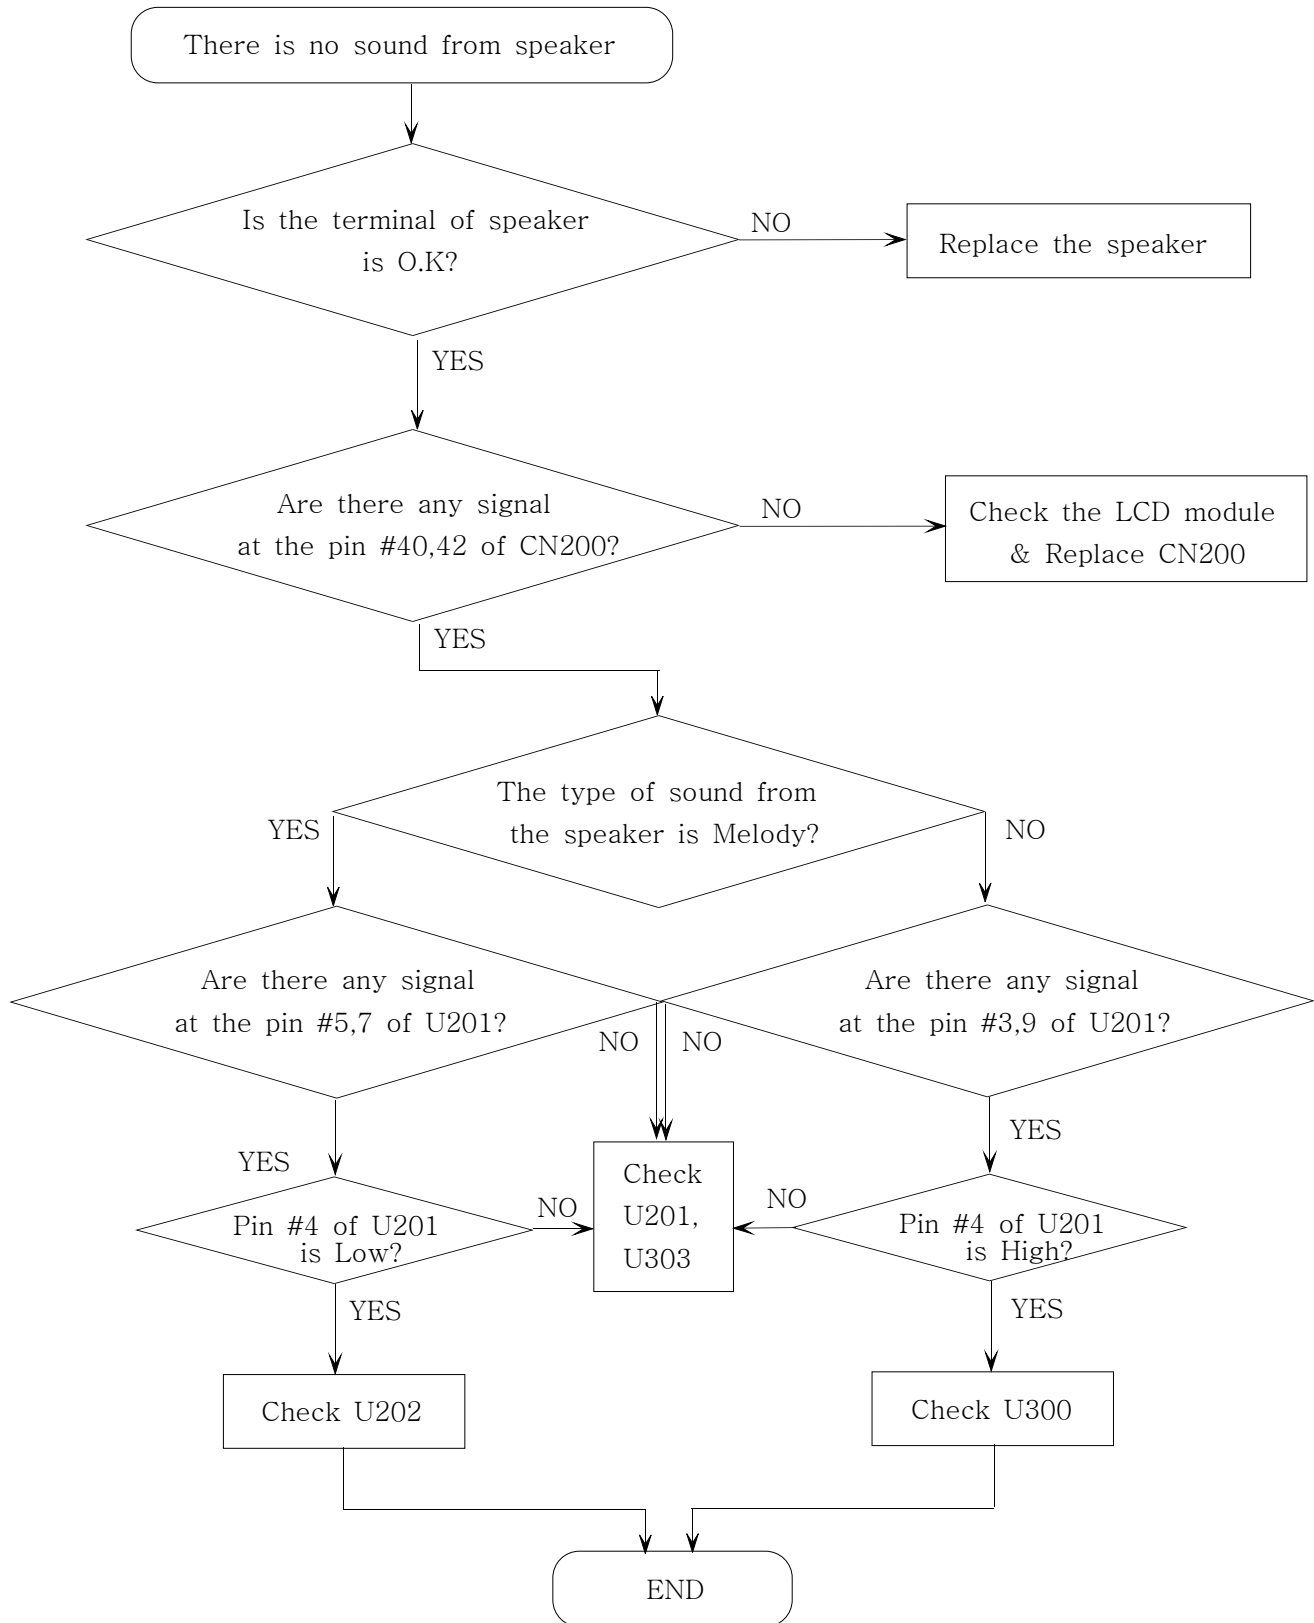 There is no sound from speaker
Is the terminal of speaker
is O.K?
NO
Replace the speaker
YES
Are there any signal
at the pin #40,42 of CN200?
NO
Check the LCD module
& Replace CN200
YES
The type of sound from
the speaker is Melody?
YES
NO
Are there any signal
at the pin #5,7 of U201?
Are there any signal
at the pin #3,9 of U201?
NO
NO
YES
YES
Check
U201,
U303
Pin #4 of U201
is Low?
NO
NO
Pin #4 of U201
is High?
YES
YES
Check U202
Check U300
END